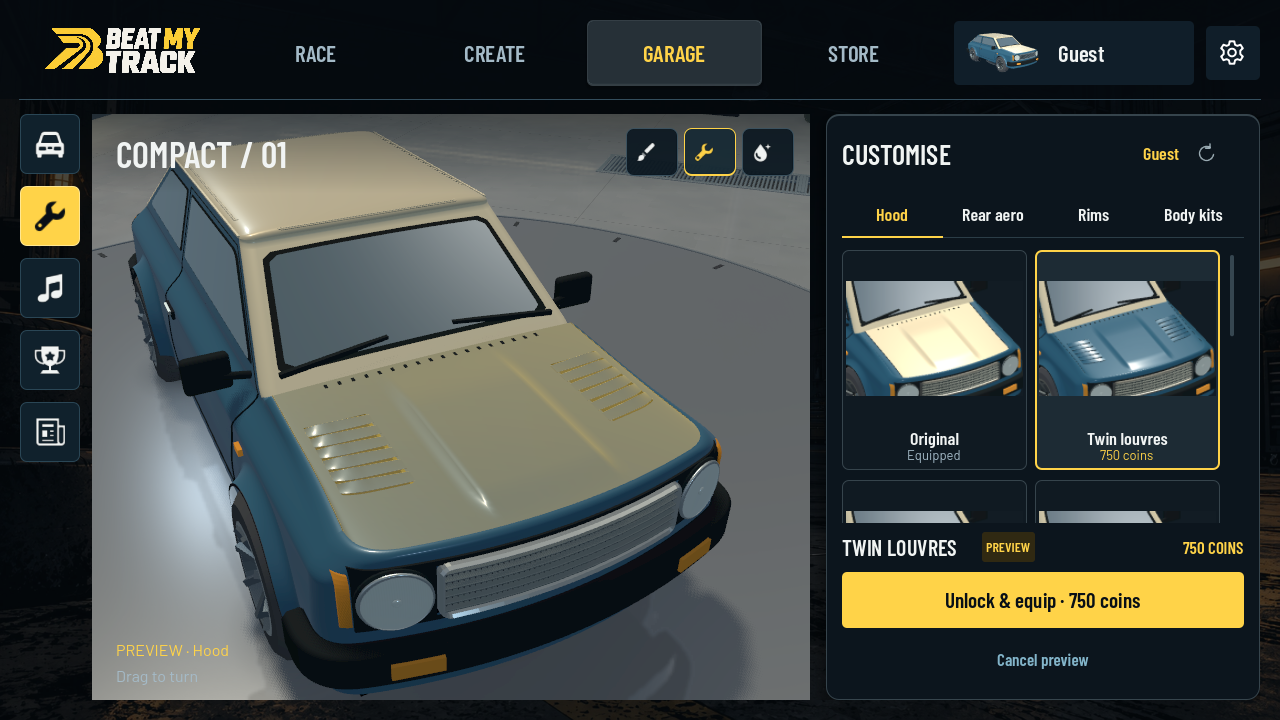 BEAT MY
TRACK
RACE
CREATE
GARAGE
STORE
Guest
COMPACT / 01
CUSTOMISE
Guest
Hood
Rear aero
Rims
Body kits
Original
Equipped
Twin louvres
750 coins
TWIN LOUVRES
PREVIEW
750 COINS
Unlock & equip · 750 coins
Cancel preview
PREVIEW · Hood
Drag to turn